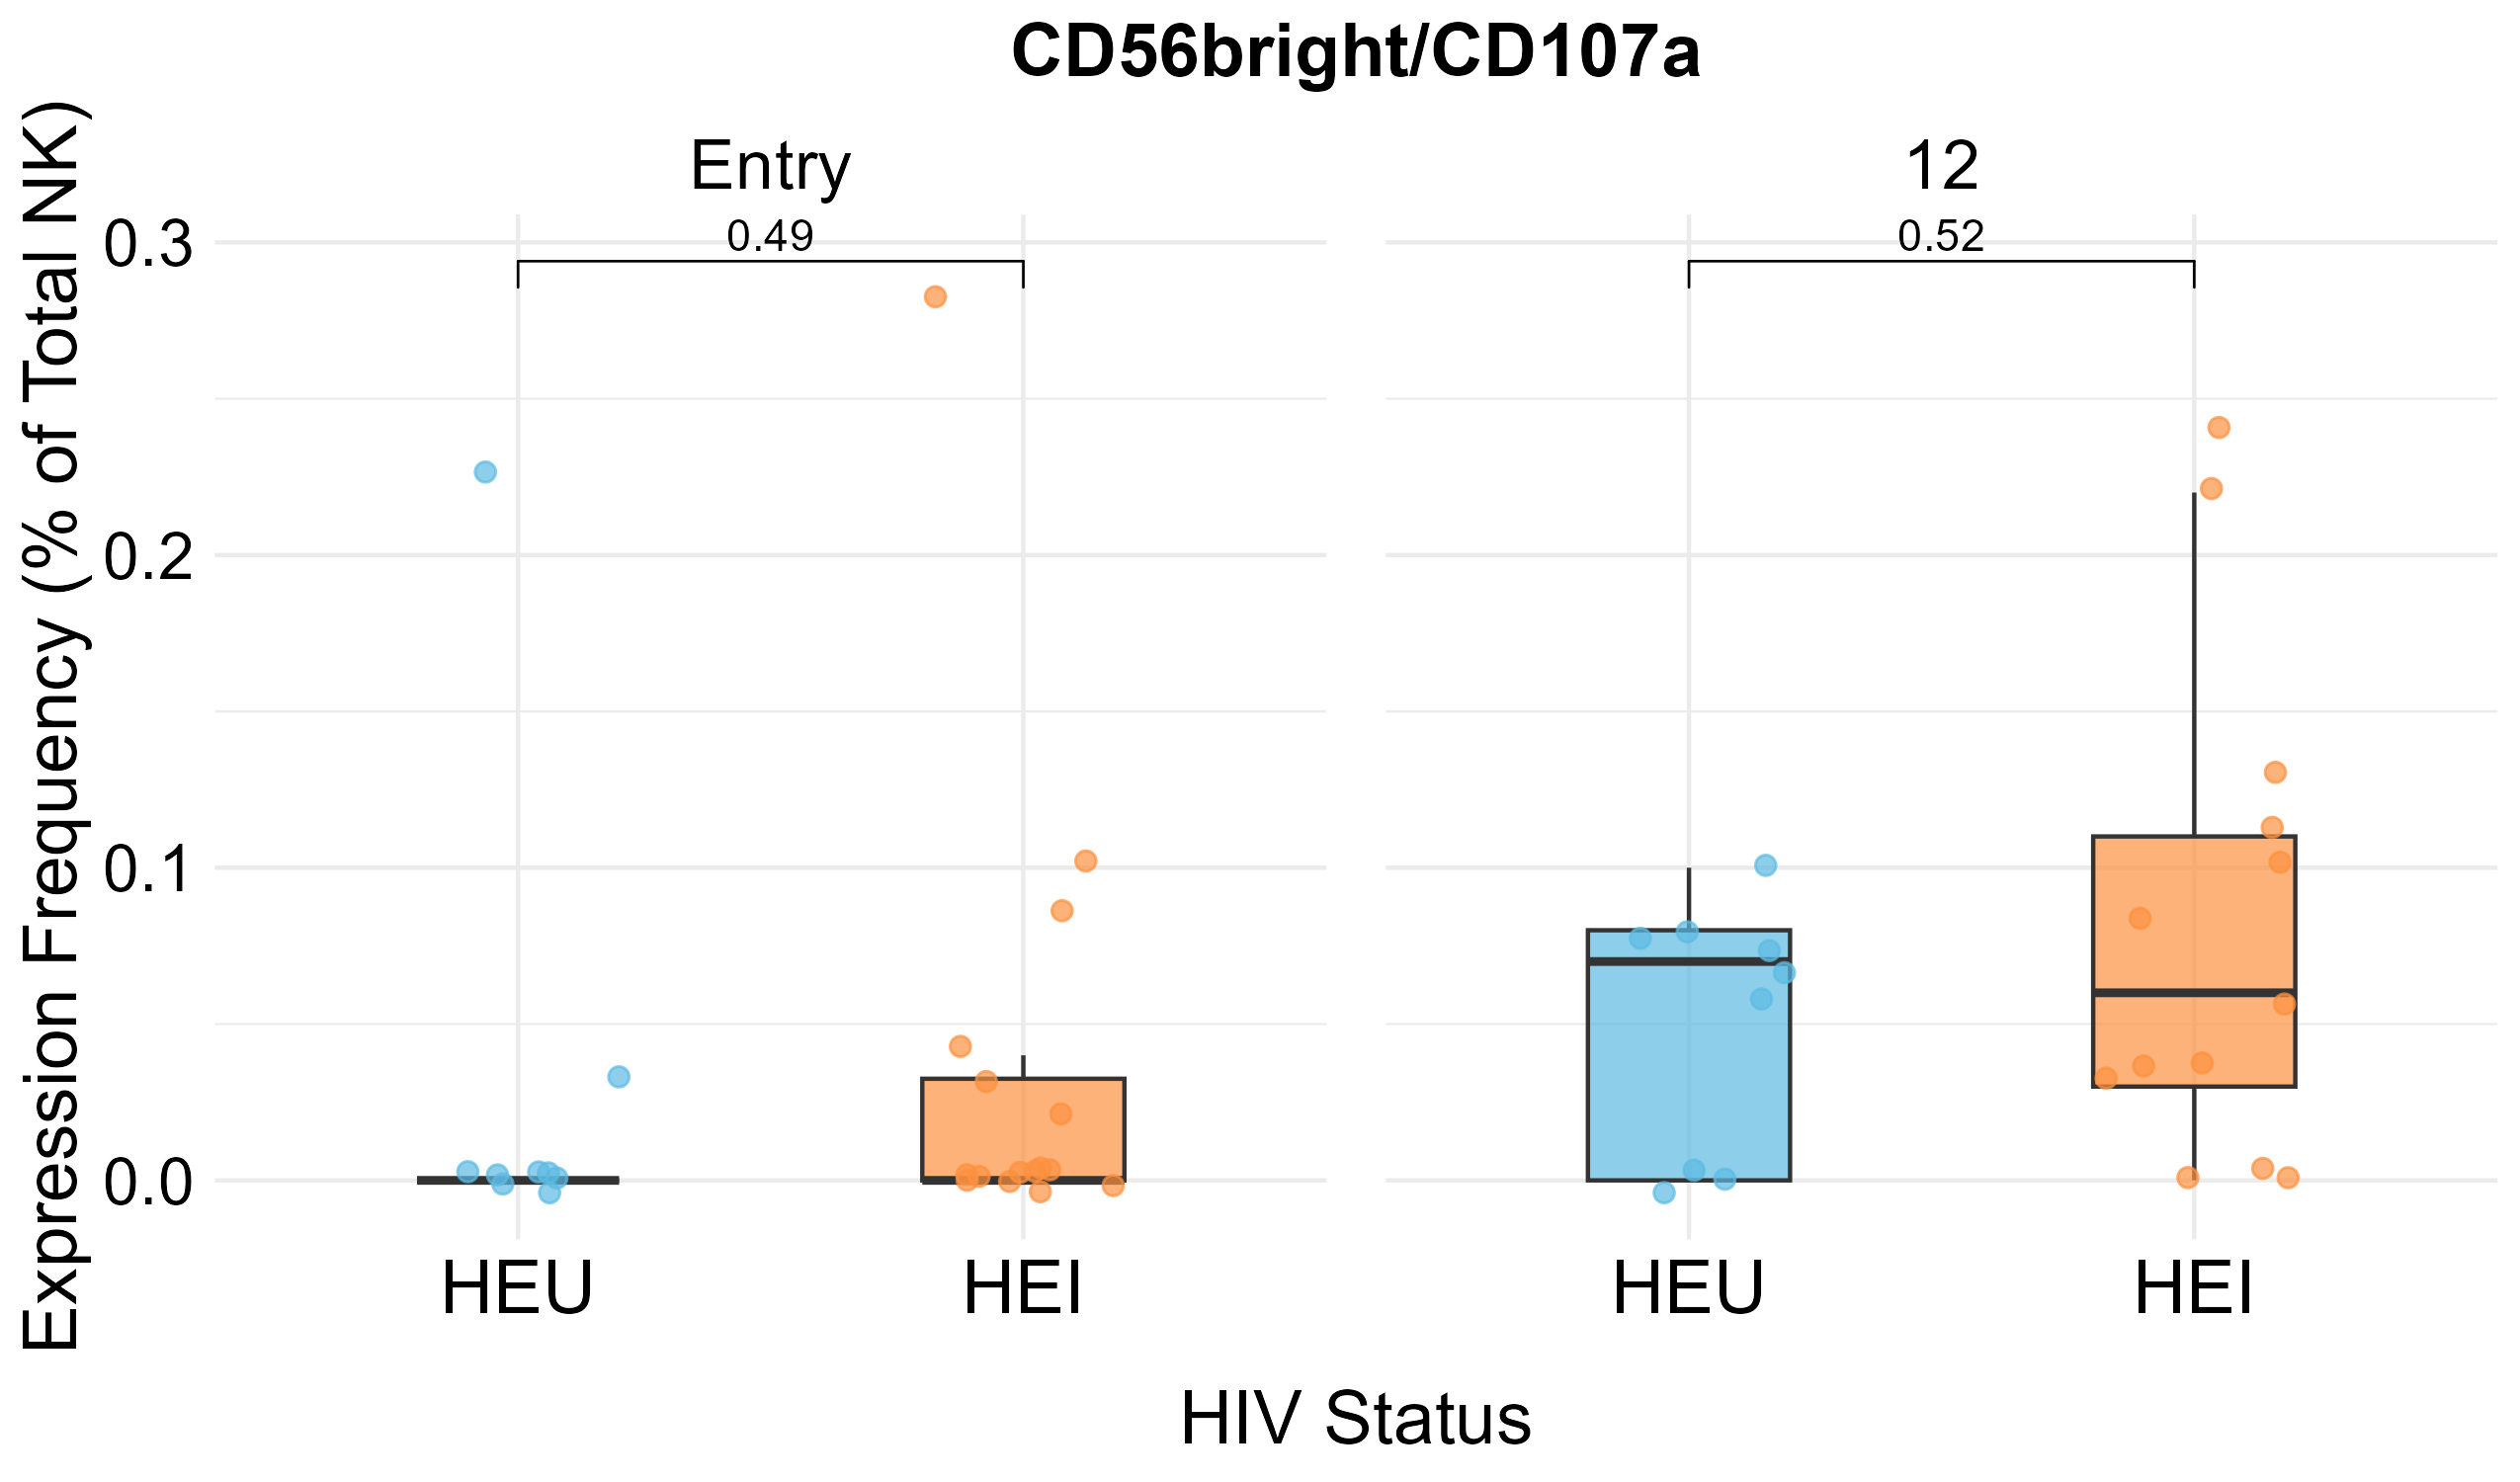 CD56bright/CD107a
Expression Frequency (% of Total NK)
Entry
12
0.49
0.52
0.3
0.2
0.1
0.0
HEU
HEI
HEU
HEI
HIV Status